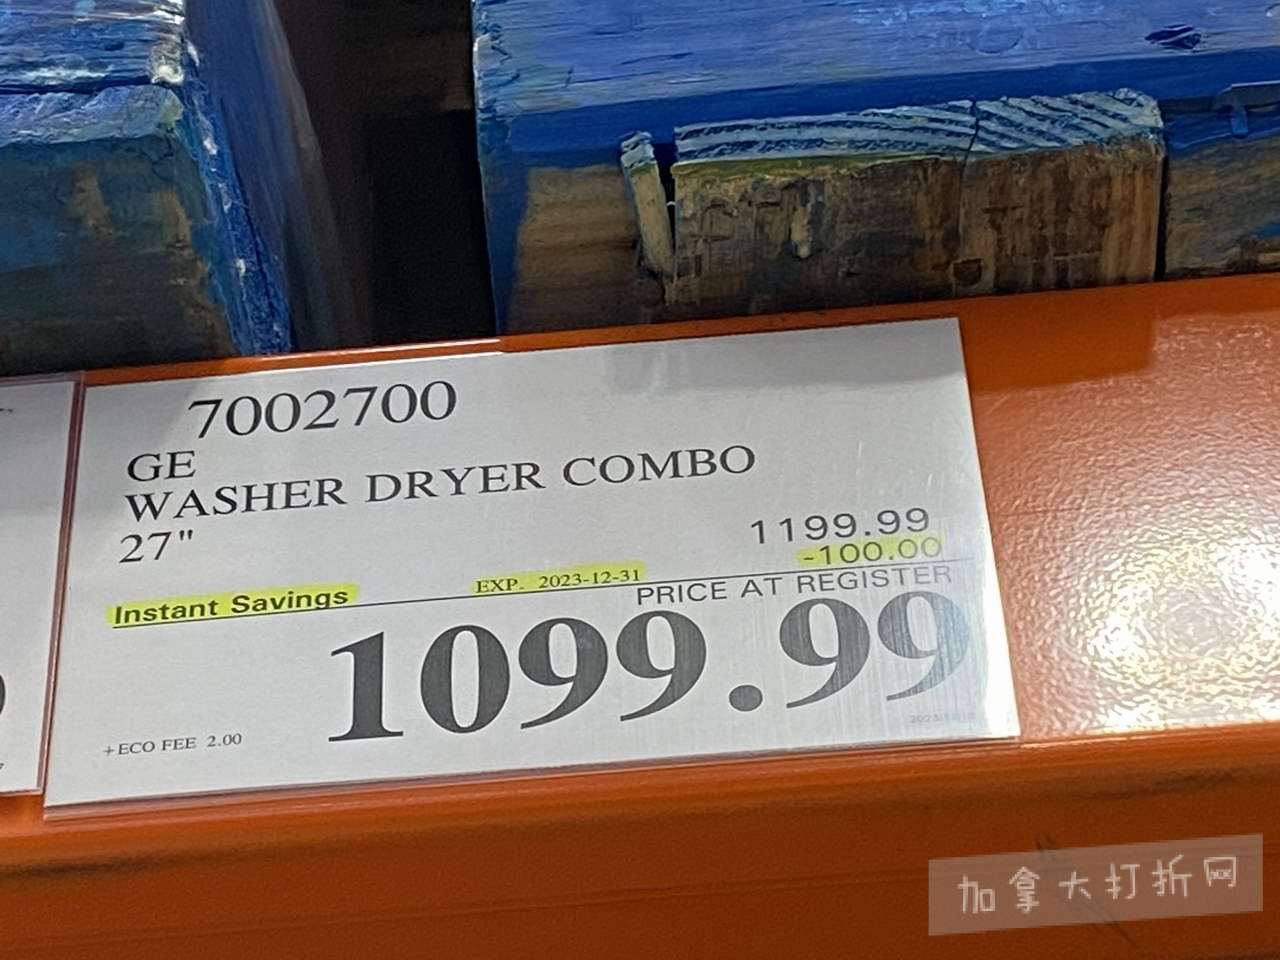 7002700
GE
WASHER DRYER COMBO
27"
1199.99
-100.00
Instant Savings EXP. 2023-12-31
PRICE AT REGISTER
1099.99
+ECO FEE 2.00
加拿大打折网